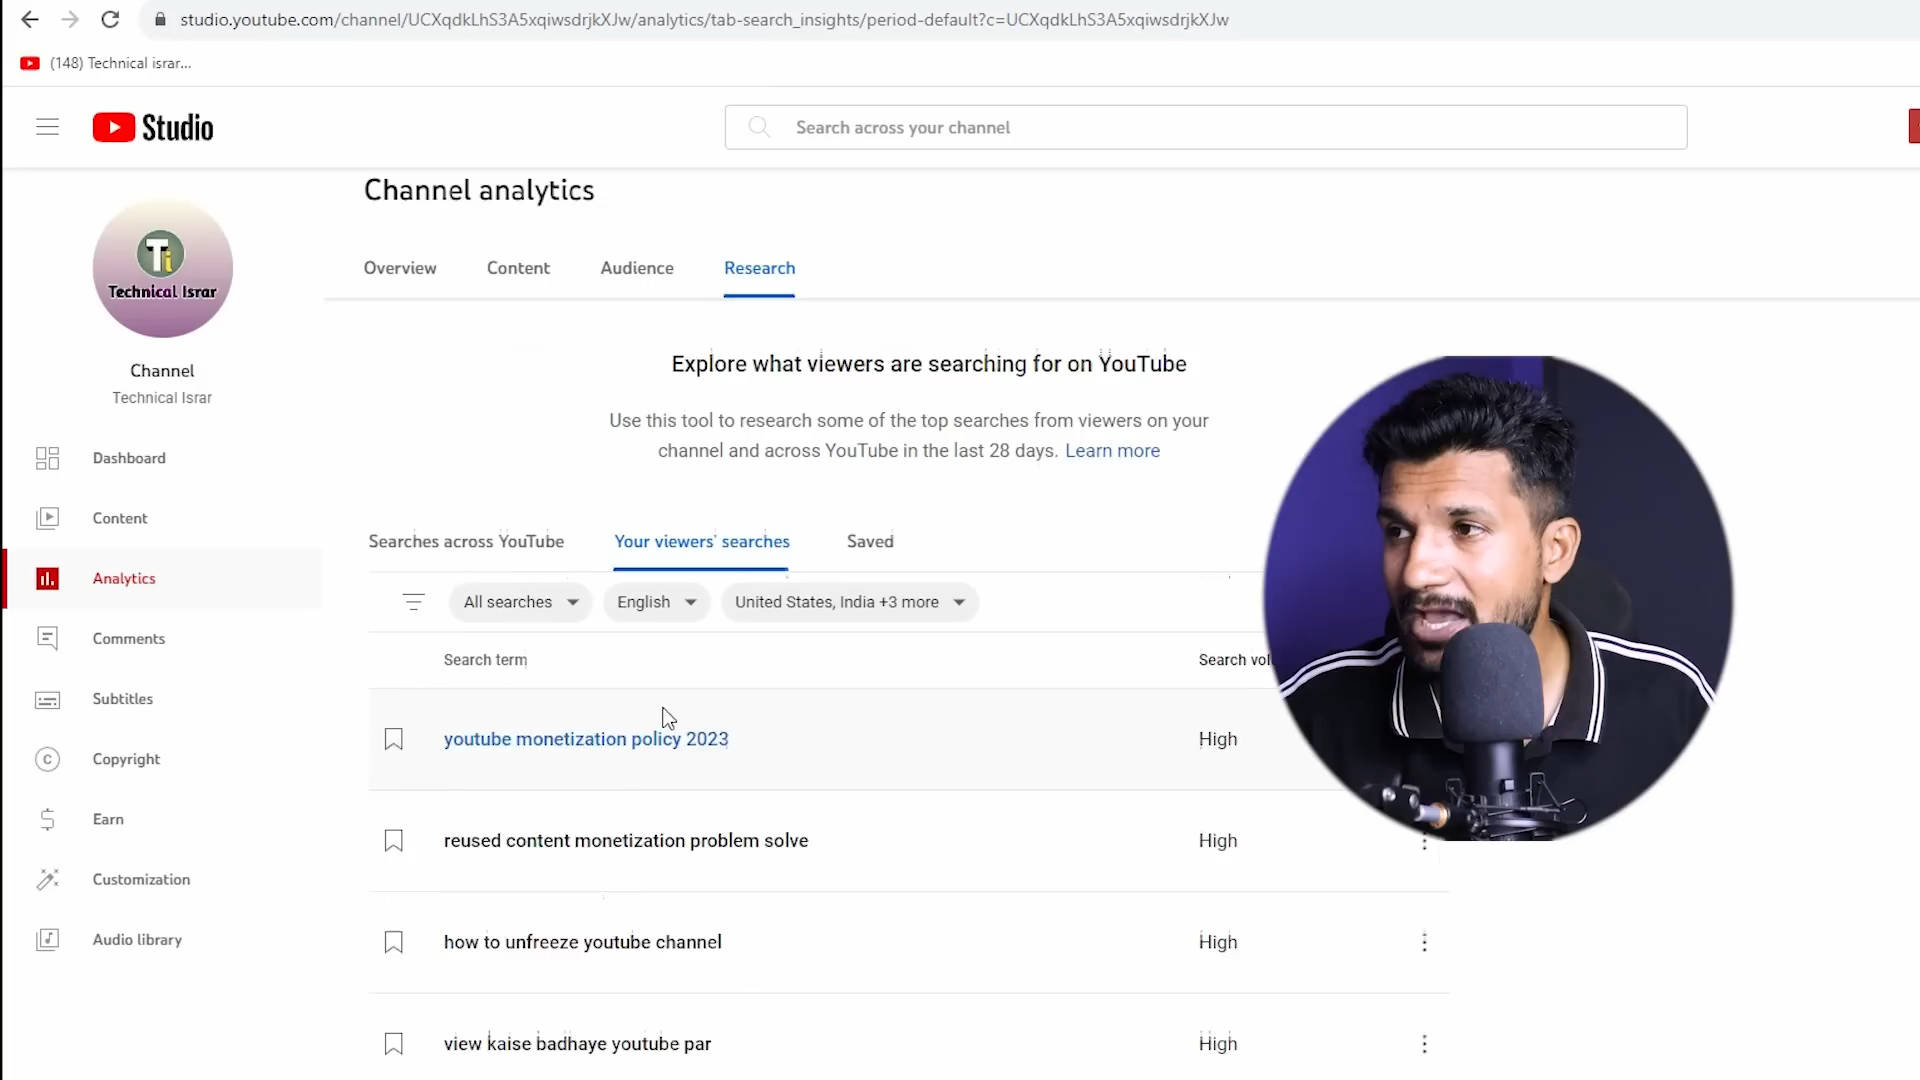 studio.youtube.com/channel/UCXqdkLhS3A5xqiwsdrjkXJw/analytics/tab-search_insights/period-default?c=UCXqdkLhS3A5xqiwsdrjkXJw
(148) Technical israr...
Studio
Search across your channel
Channel analytics
Overview Content Audience Research
Ti
Technical Israr
Channel
Technical Israr
Dashboard
Content
Analytics
Comments
Subtitles
Copyright
Earn
Customization
Audio library
Explore what viewers are searching for on YouTube
Use this tool to research some of the top searches from viewers on your
channel and across YouTube in the last 28 days. Learn more
Searches across YouTube Your viewers' searches Saved
All searches English United States, India +3 more
Search term Search
youtube monetization policy 2023 High
reused content monetization problem solve High
how to unfreeze youtube channel High
view kaise badhaye youtube par High